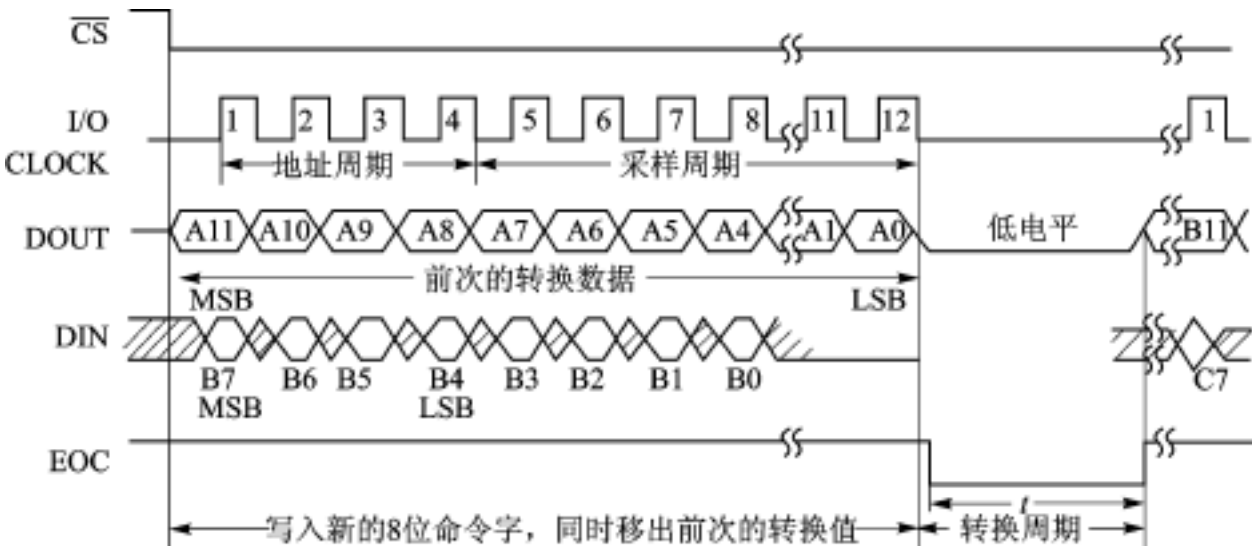 CS
I/O
CLOCK
1 2 3 4 5 6 7 8 11 12 1
地址周期 采样周期
DOUT
A11 A10 A9 A8 A7 A6 A5 A4 A1 A0 低电平 B11
前次的转换数据
MSB LSB
DIN
B7 B6 B5 B4 B3 B2 B1 B0 C7
MSB LSB
EOC
t
写入新的8位命令字，同时移出前次的转换值 转换周期